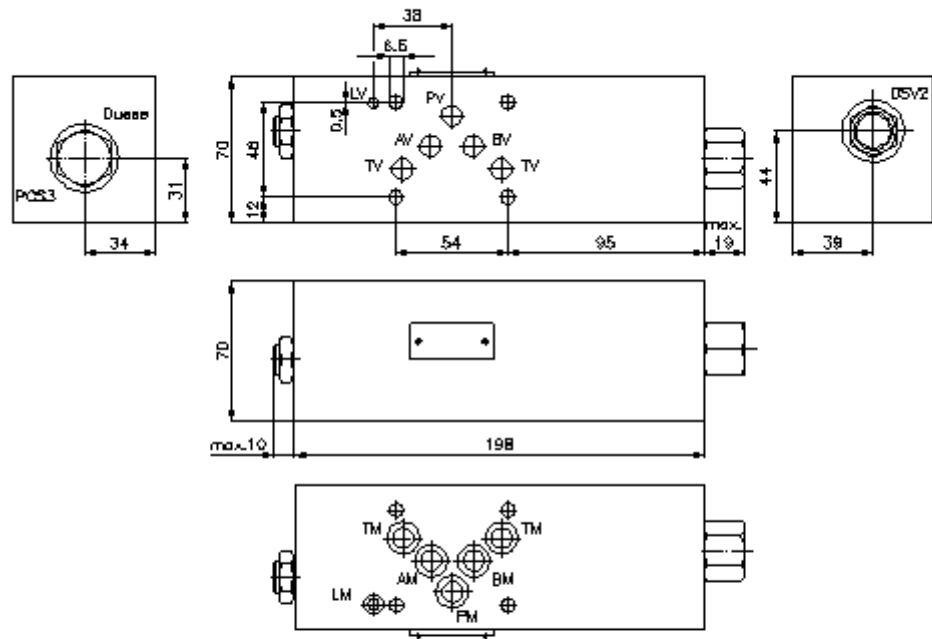 38
6.5
LV
PV
Duese
DSV2
0.5
AV
BV
70
46
TV
TV
44
31
PCS3
12
max.
34
54
95
19
39
70
max.10
198
TM
TM
AM
BM
LM
PM